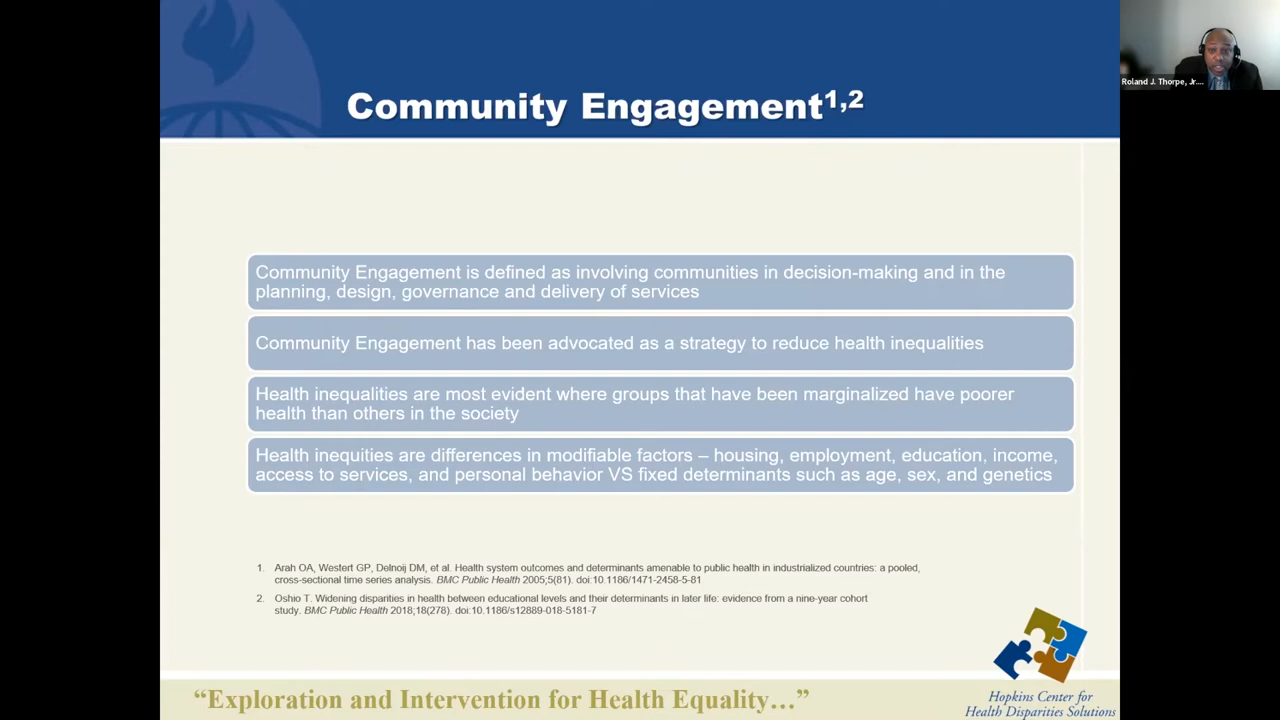 Roland J. Thorpe, Jr....
Community Engagement1,2
Community Engagement is defined as involving communities in decision-making and in the
planning, design, governance and delivery of services
Community Engagement has been advocated as a strategy to reduce health inequalities
Health inequalities are most evident where groups that have been marginalized have poorer
health than others in the society
Health inequities are differences in modifiable factors – housing, employment, education, income,
access to services, and personal behavior VS fixed determinants such as age, sex, and genetics
1. Arah OA, Westert GP, Delnoij DM, et al. Health system outcomes and determinants amenable to public health in industrialized countries: a pooled,
cross-sectional time series analysis. BMC Public Health 2005;5(81). doi:10.1186/1471-2458-5-81
2. Oshio T. Widening disparities in health between educational levels and their determinants in later life: evidence from a nine-year cohort
study. BMC Public Health 2018;18(278). doi:10.1186/s12889-018-5181-7
“Exploration and Intervention for Health Equality…”
Hopkins Center for
Health Disparities Solutions